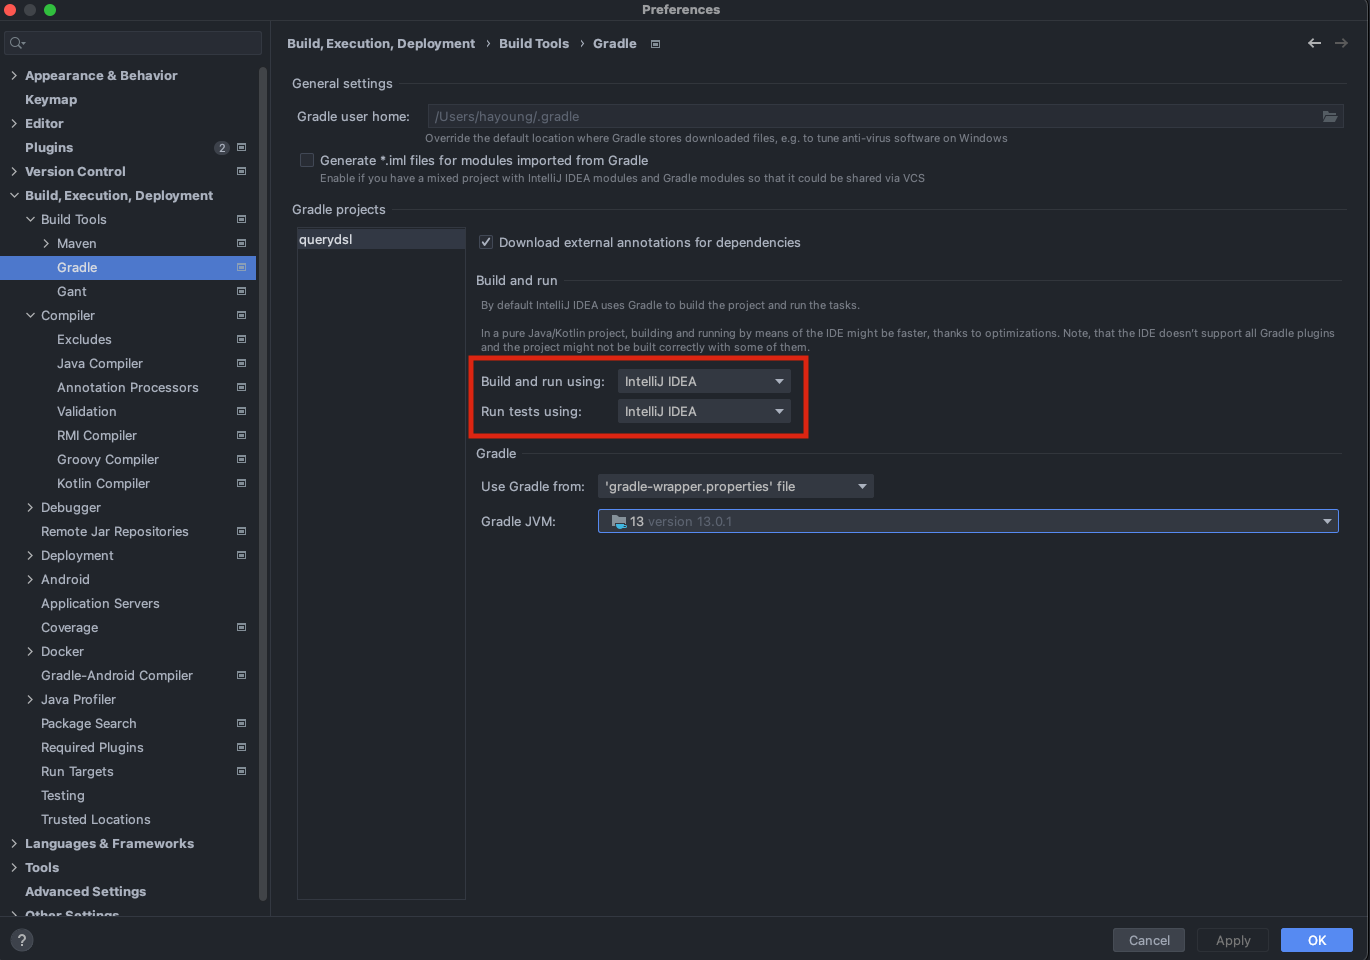 Preferences
Build, Execution, Deployment › Build Tools › Gradle
Appearance & Behavior
Keymap
Editor
Plugins 2
Version Control
Build, Execution, Deployment
Build Tools
Maven
Gradle
Gant
Compiler
Excludes
Java Compiler
Annotation Processors
Validation
RMI Compiler
Groovy Compiler
Kotlin Compiler
Debugger
Remote Jar Repositories
Deployment
Android
Application Servers
Coverage
Docker
Gradle-Android Compiler
Java Profiler
Package Search
Required Plugins
Run Targets
Testing
Trusted Locations
Languages & Frameworks
Tools
Advanced Settings
Other Settings
General settings
Gradle user home: /Users/hayoung/.gradle
Override the default location where Gradle stores downloaded files, e.g. to tune anti-virus software on Windows
Generate *.iml files for modules imported from Gradle
Enable if you have a mixed project with IntelliJ IDEA modules and Gradle modules so that it could be shared via VCS
Gradle projects
querydsl
Download external annotations for dependencies
Build and run
By default IntelliJ IDEA uses Gradle to build the project and run the tasks.
In a pure Java/Kotlin project, building and running by means of the IDE might be faster, thanks to optimizations. Note, that the IDE doesn't support all Gradle plugins
and the project might not be built correctly with some of them.
Build and run using: IntelliJ IDEA
Run tests using: IntelliJ IDEA
Gradle
Use Gradle from: 'gradle-wrapper.properties' file
Gradle JVM: 13 version 13.0.1
?
Cancel
Apply
OK